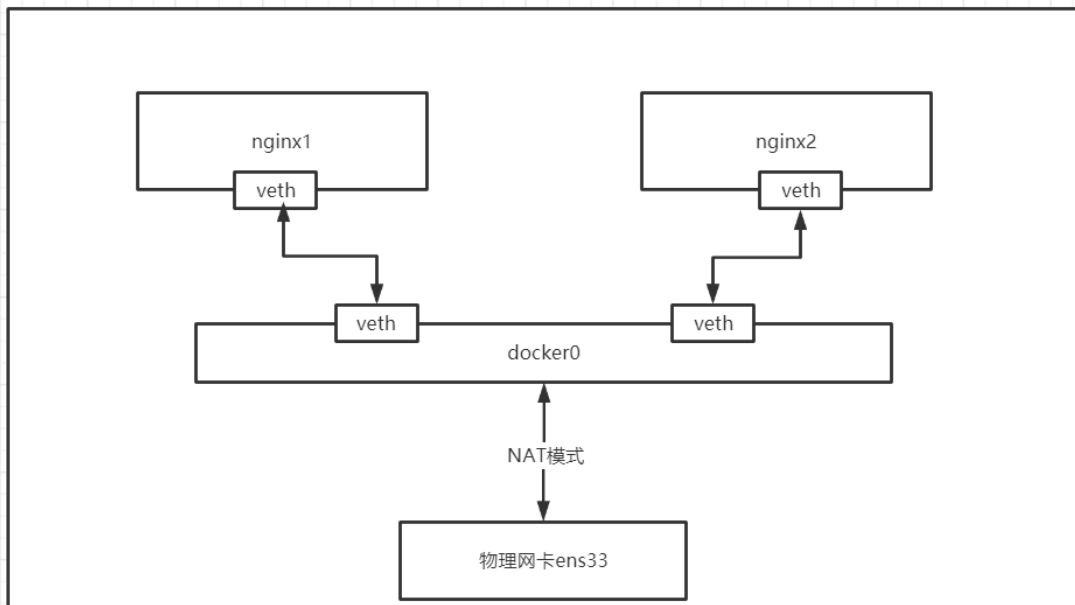 nginx1
nginx2
veth
veth
veth
veth
docker0
NAT模式
物理网卡ens33